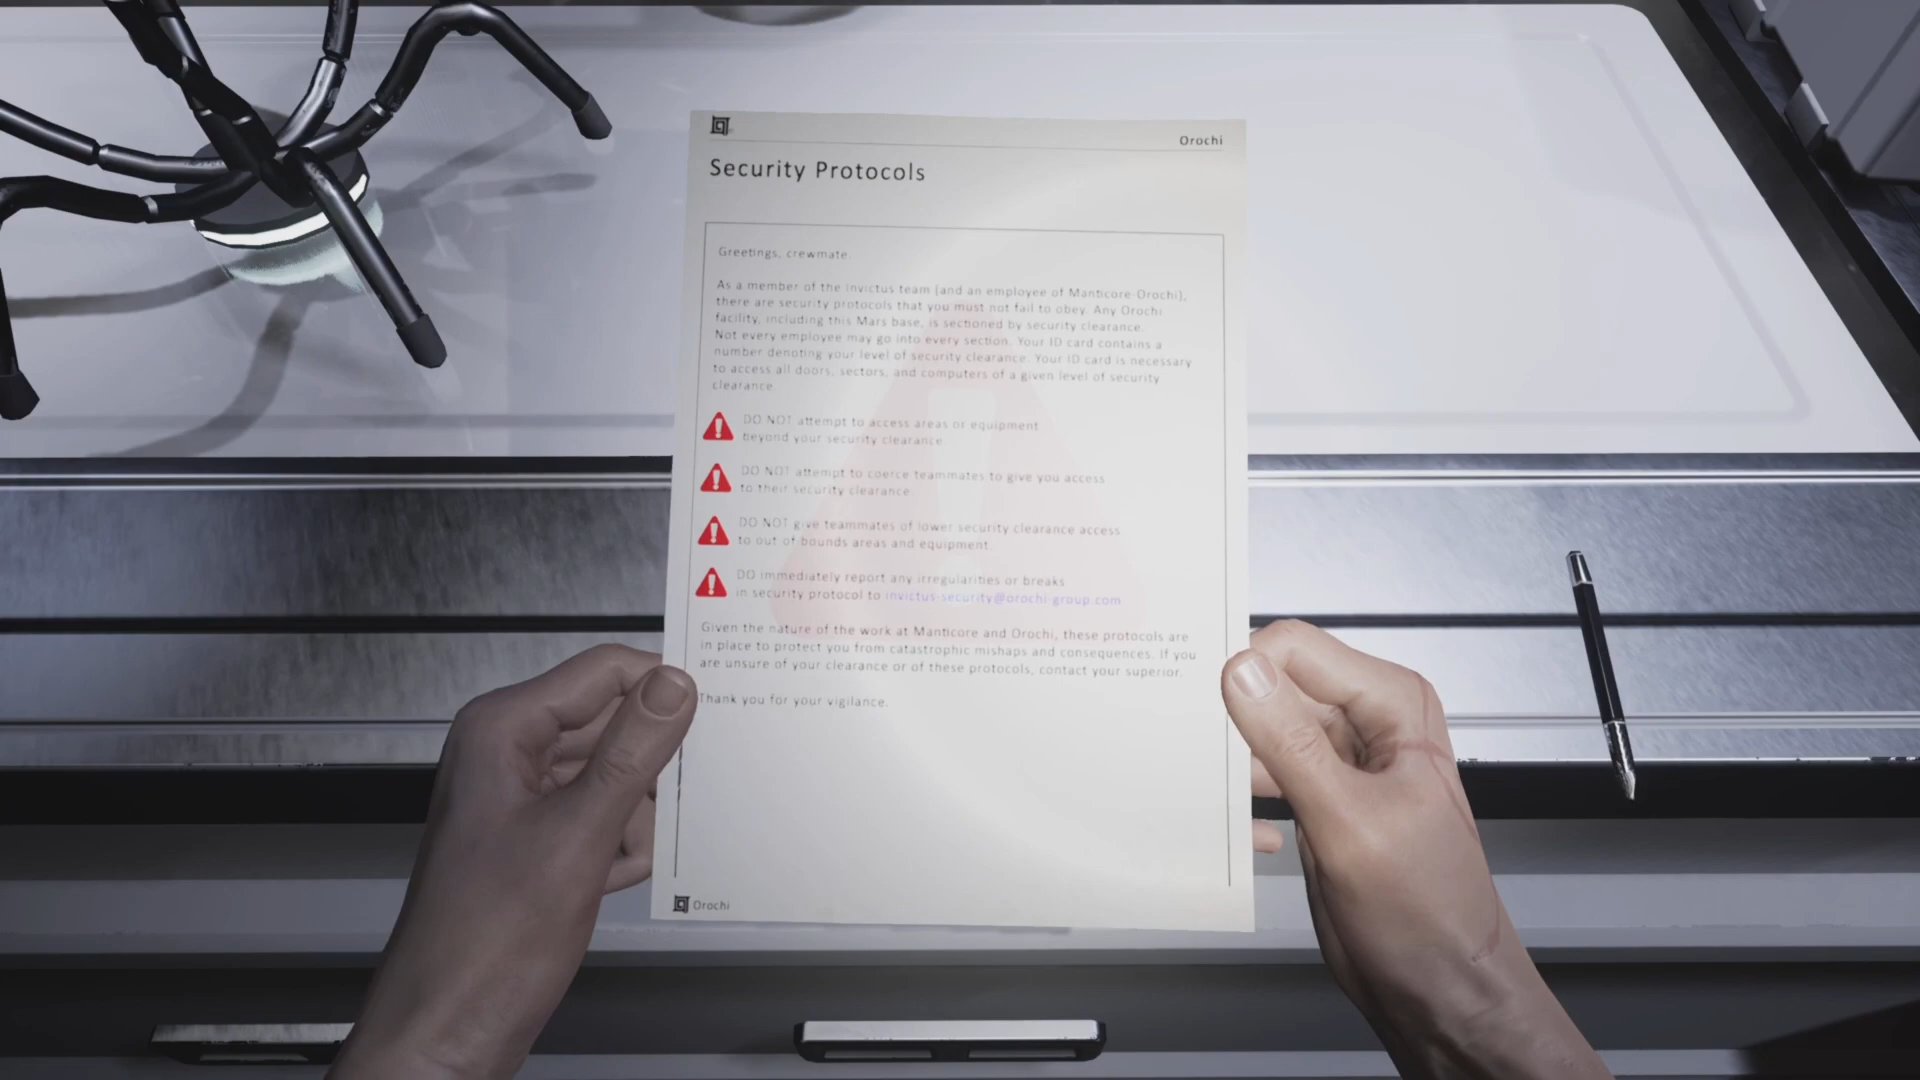 Orochi
Security Protocols
Greetings, crewmate.
As a member of the Invictus team (and an employee of Manticore-Orochi),
there are security protocols that you must not fail to obey. Any Orochi
facility, including this Mars base, is sectioned by security clearance.
Not every employee may go into every section. Your ID card contains a
number denoting your level of security clearance. Your ID card is necessary
to access all doors, sectors, and computers of a given level of security
clearance.
DO NOT attempt to access areas or equipment
beyond your security clearance.
DO NOT attempt to coerce teammates to give you access
to their security clearance.
DO NOT give teammates of lower security clearance access
to out-of-bounds areas and equipment.
DO immediately report any irregularities or breaks
in security protocol to invictus-security@orochi-group.com
Given the nature of the work at Manticore and Orochi, these protocols are
in place to protect you from catastrophic mishaps and consequences. If you
are unsure of your clearance or of these protocols, contact your superior.
Thank you for your vigilance.
Orochi